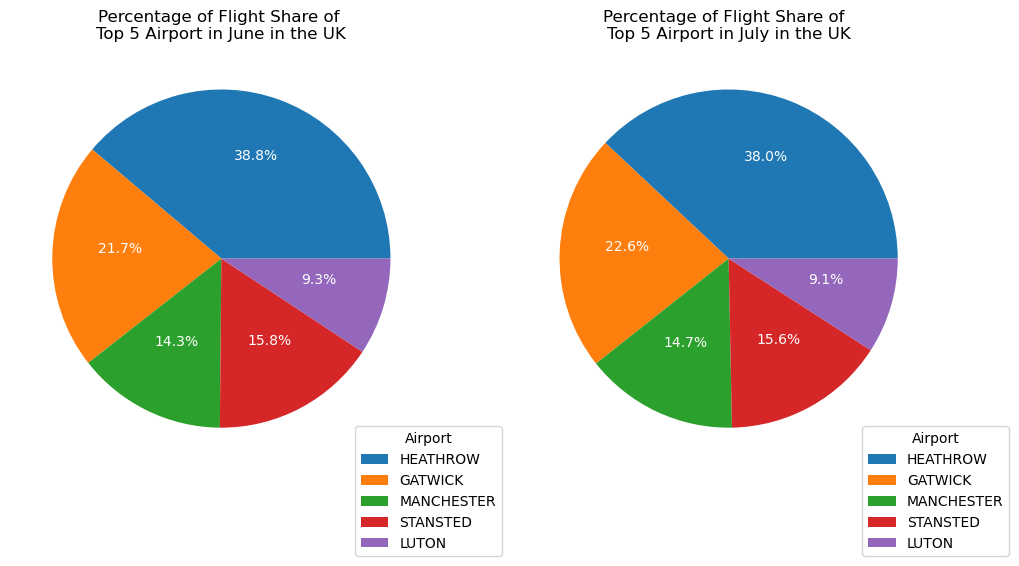 Percentage of Flight Share of
Top 5 Airport in June in the UK
38.8%
21.7%
9.3%
14.3%
15.8%
Airport
HEATHROW
GATWICK
MANCHESTER
STANSTED
LUTON
Percentage of Flight Share of
Top 5 Airport in July in the UK
38.0%
22.6%
9.1%
14.7%
15.6%
Airport
HEATHROW
GATWICK
MANCHESTER
STANSTED
LUTON